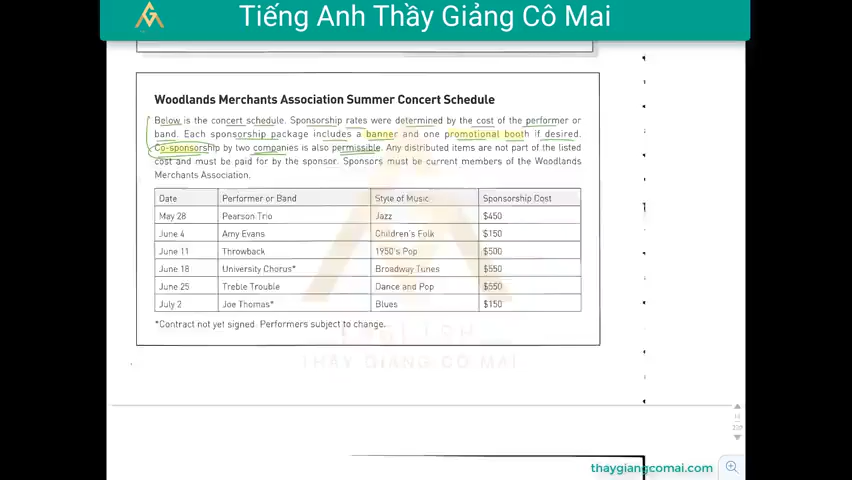 Tiếng Anh Thầy Giảng Cô Mai
Woodlands Merchants Association Summer Concert Schedule
Below is the concert schedule. Sponsorship rates were determined by the cost of the performer or
band. Each sponsorship package includes a banner and one promotional booth if desired.
Co-sponsorship by two companies is also permissible. Any distributed items are not part of the listed
cost and must be paid for by the sponsor. Sponsors must be current members of the Woodlands
Merchants Association.
Date Performer or Band Style of Music Sponsorship Cost
May 28 Pearson Trio Jazz $450
June 4 Amy Evans Children's Folk $150
June 11 Throwback 1950's Pop $500
June 18 University Chorus* Broadway Tunes $550
June 25 Treble Trouble Dance and Pop $550
July 2 Joe Thomas* Blues $150
*Contract not yet signed. Performers subject to change.
ENGLISH
THẦY GIẢNG CÔ MAI
thaygiangcomai.com